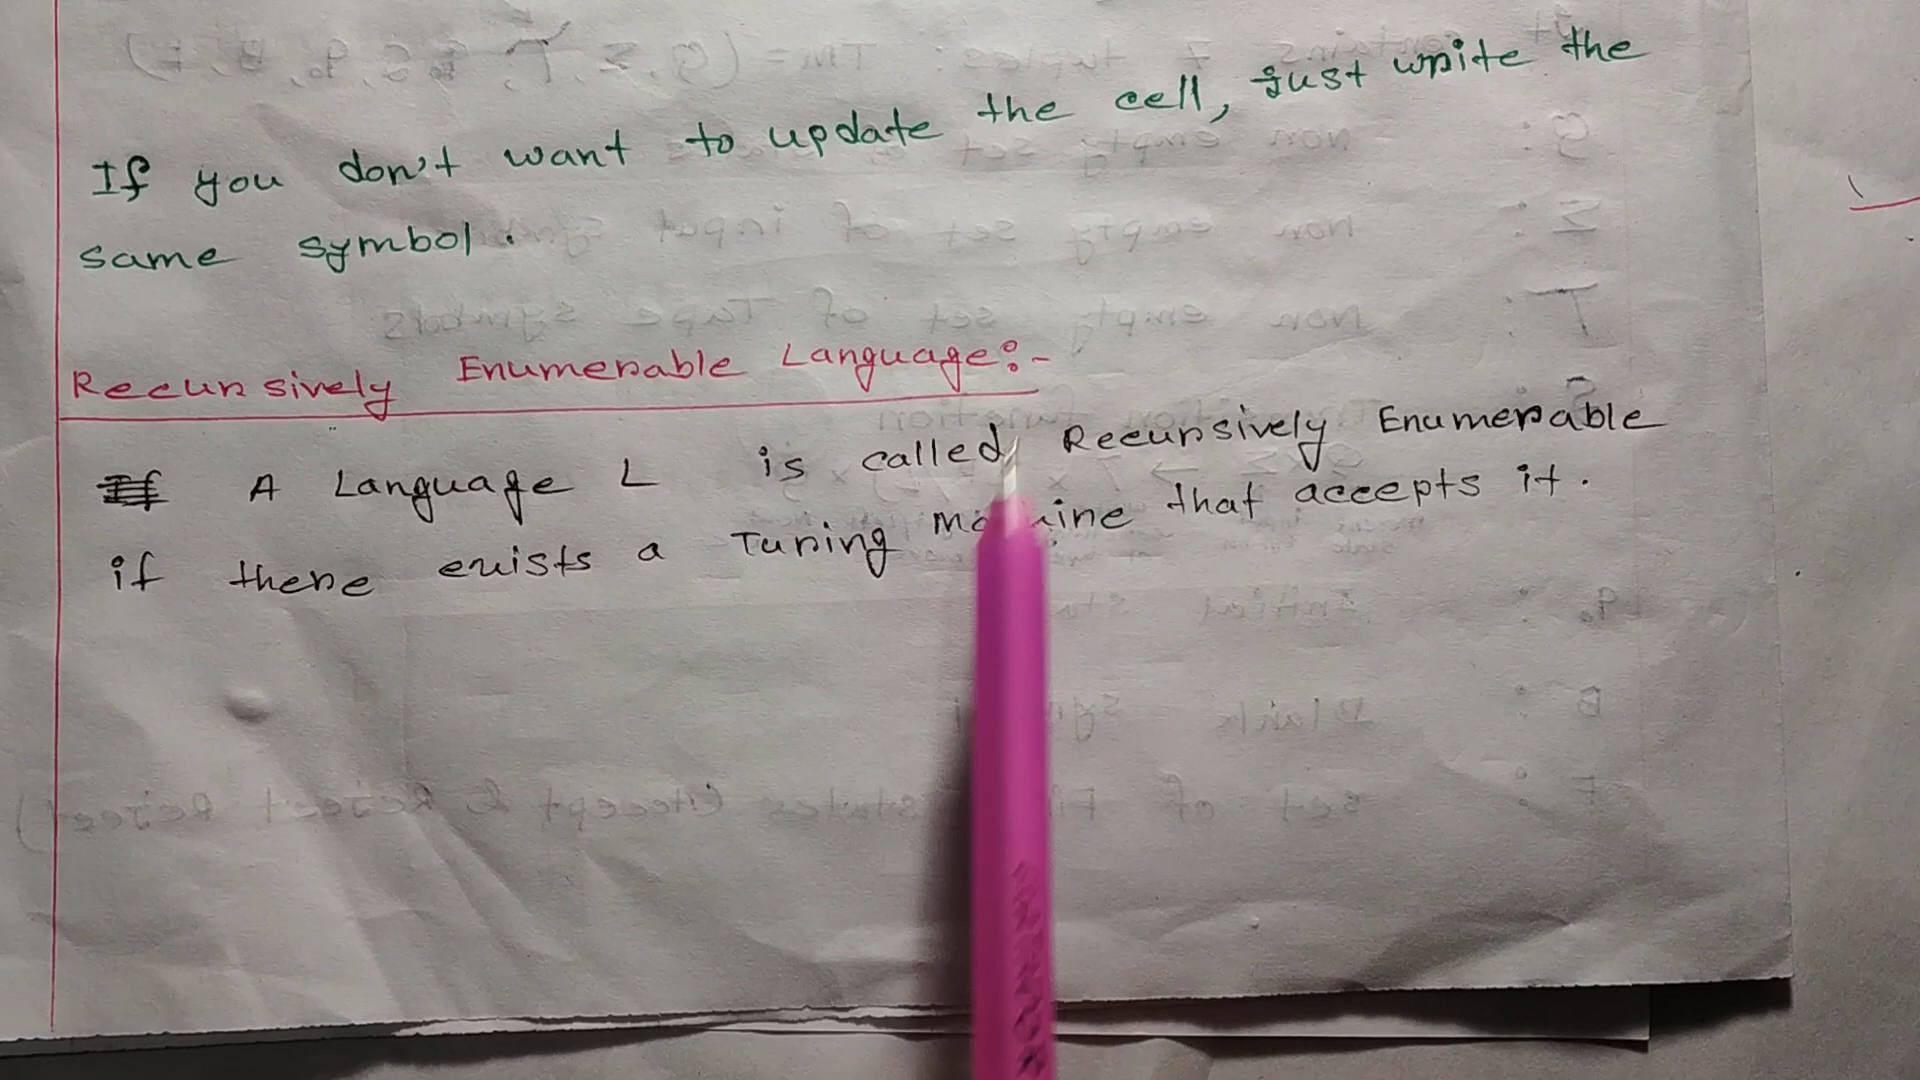 If you don't want to update the cell, just write the
same symbol.
Recursively Enumerable Language:-
A Language L is called Recursively Enumerable
if there exists a Turing that accepts it.